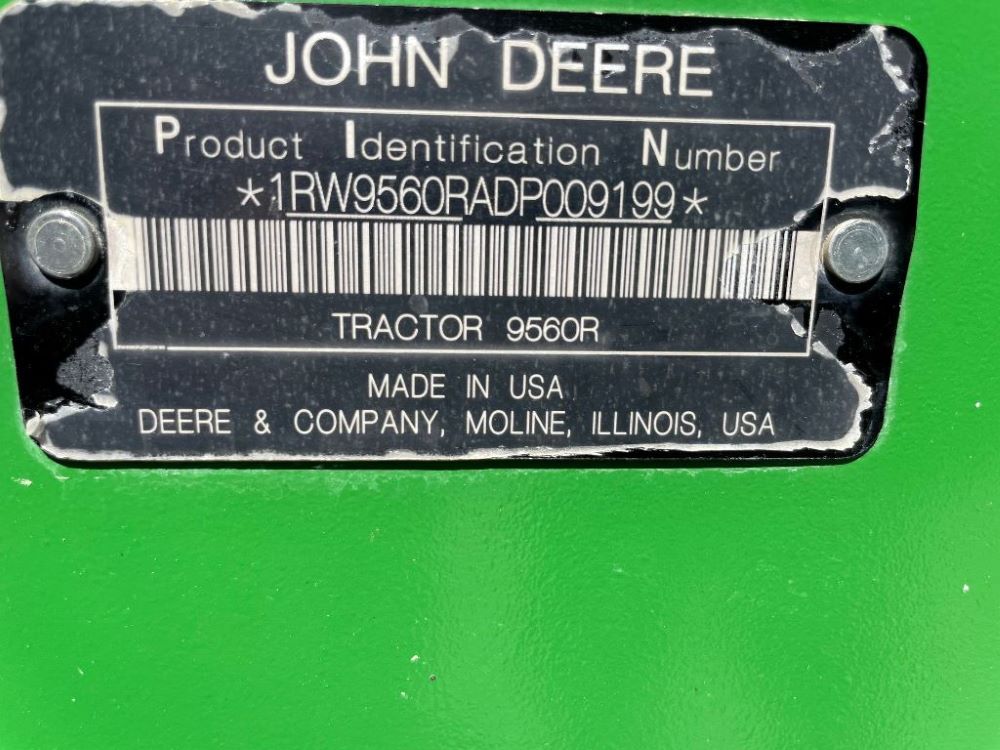 JOHN DEERE
Product Identification Number
*1RW9560RADP009199*
TRACTOR 9560R
MADE IN USA
DEERE & COMPANY, MOLINE, ILLINOIS, USA